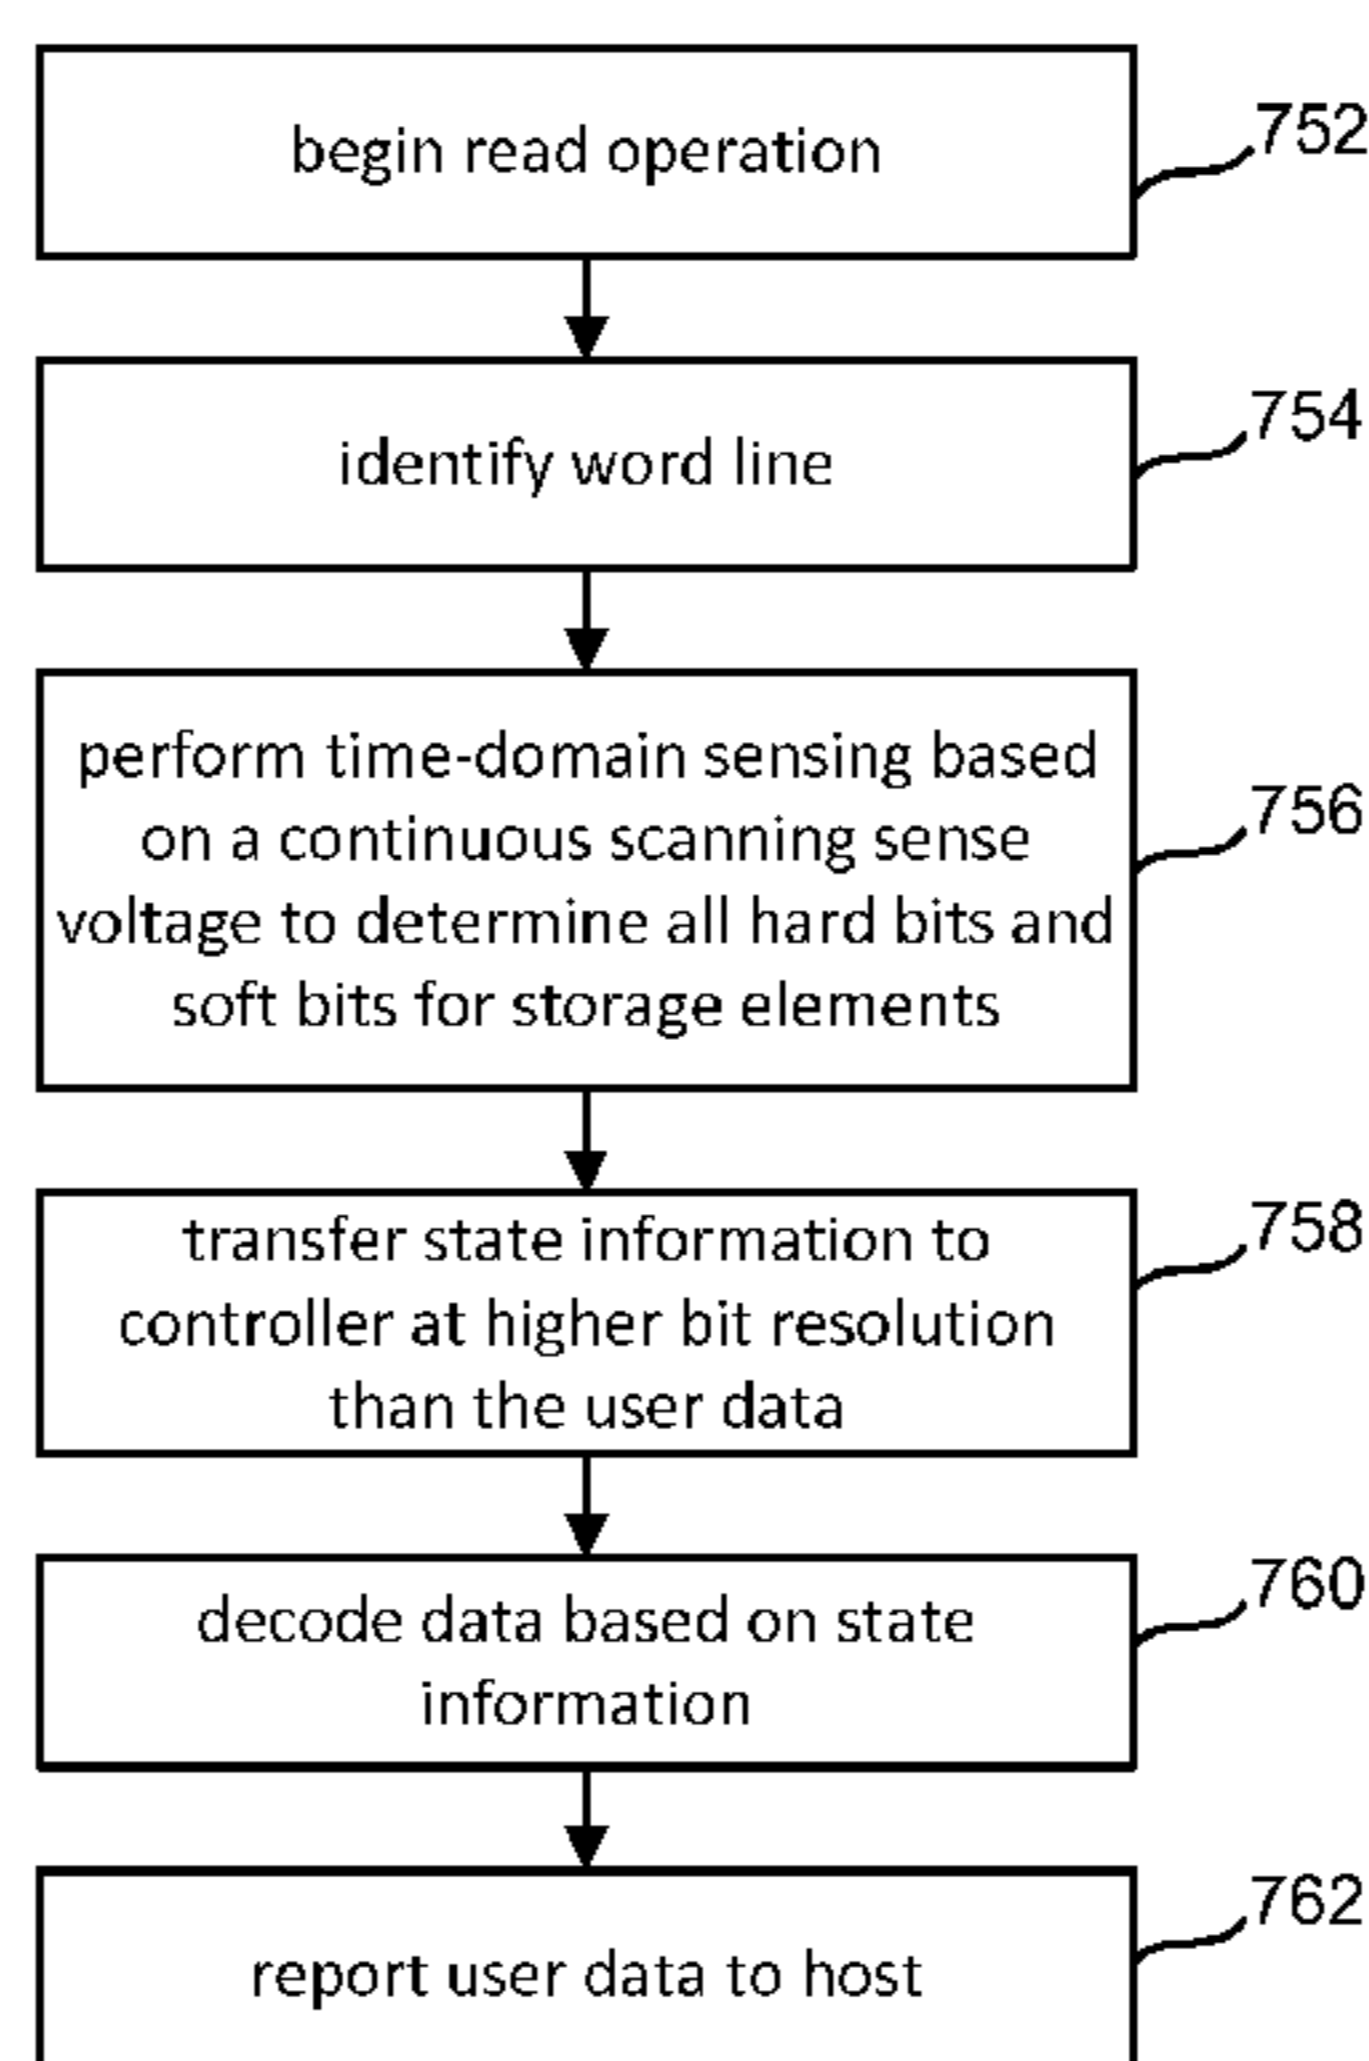 begin read operation
752
identify word line
754
perform time-domain sensing based
on a continuous scanning sense
voltage to determine all hard bits and
soft bits for storage elements
756
transfer state information to
controller at higher bit resolution
than the user data
758
decode data based on state
information
760
report user data to host
762